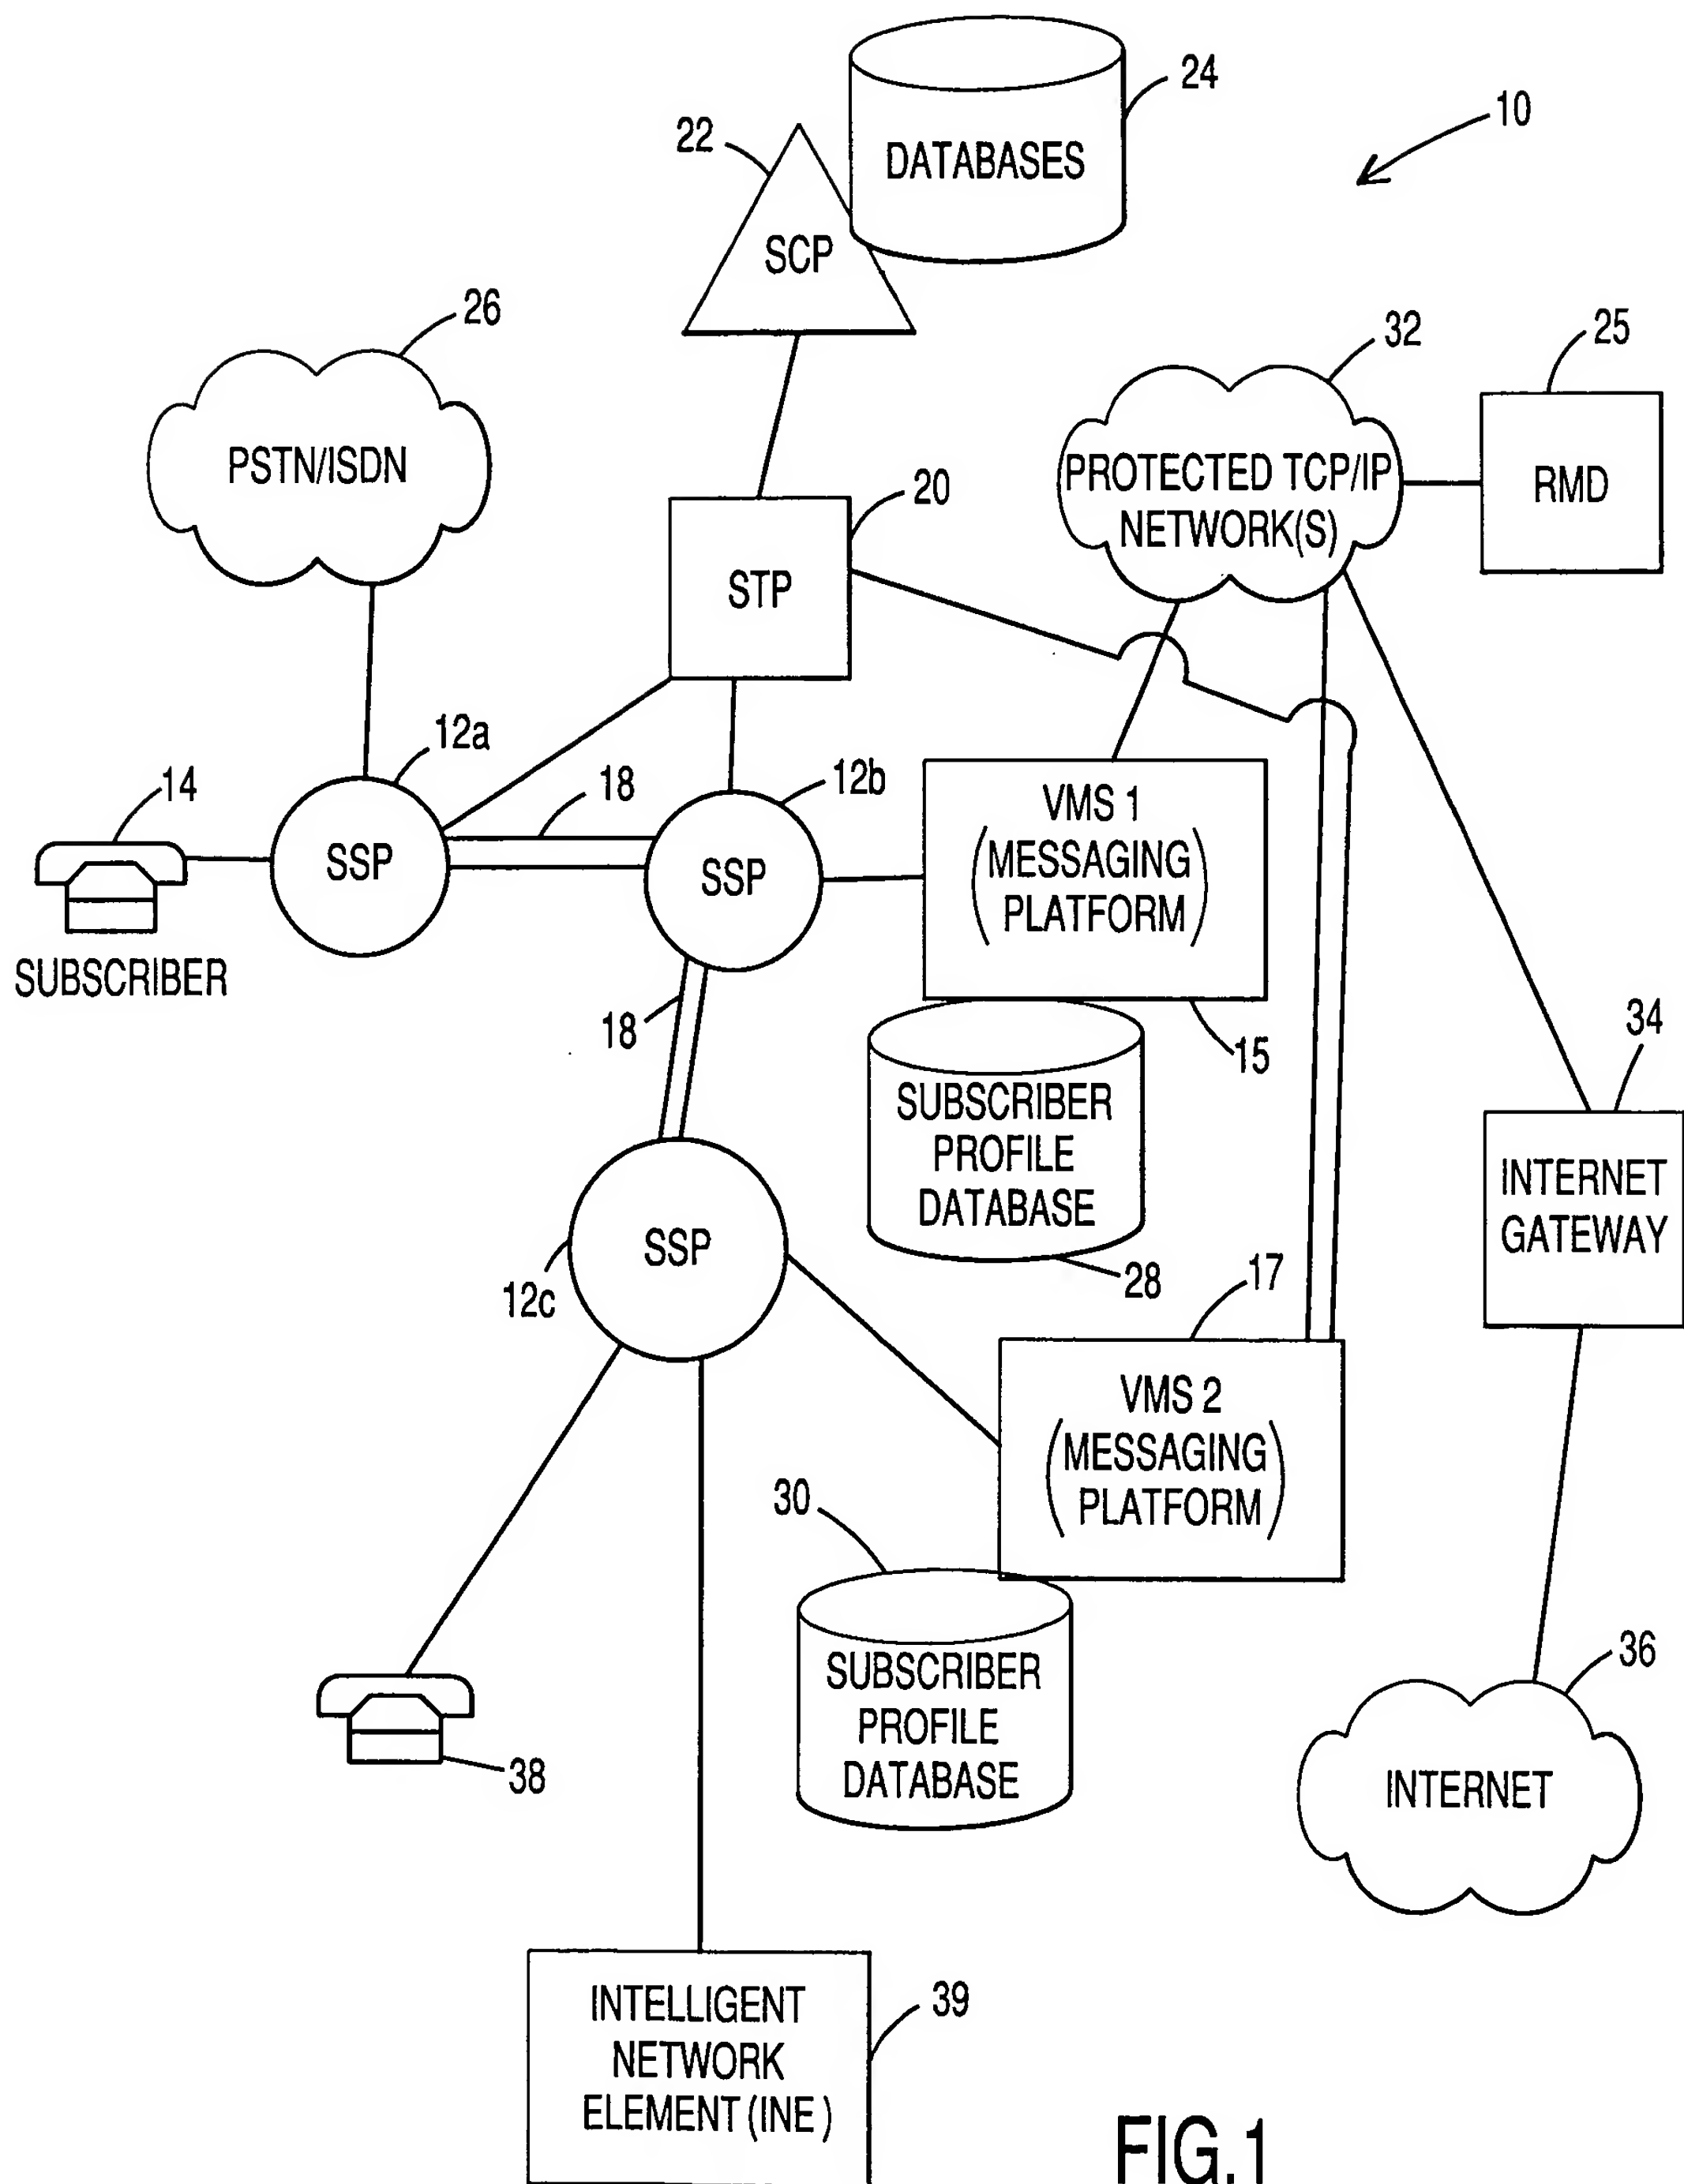 24
10
22
DATABASES
SCP
26
32
25
PSTN/ISDN
20
PROTECTED TCP/IP
NETWORK(S)
RMD
STP
12a
14
18
12b
VMS 1
(MESSAGING
PLATFORM)
SSP
SSP
SUBSCRIBER
18
15
34
SUBSCRIBER
PROFILE
DATABASE
INTERNET
GATEWAY
SSP
12c
28
17
VMS 2
(MESSAGING
PLATFORM)
30
36
SUBSCRIBER
PROFILE
DATABASE
38
INTERNET
INTELLIGENT
NETWORK
ELEMENT (INE)
39
FIG.1